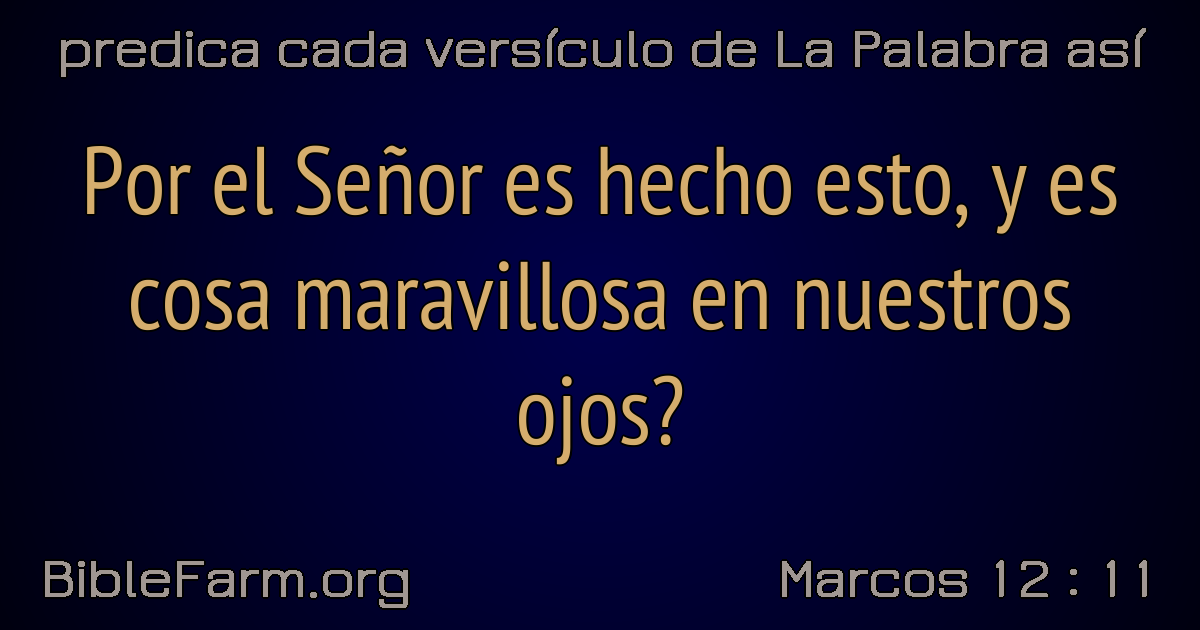 predica cada versículo de La Palabra así
Por el Señor es hecho esto, y es
cosa maravillosa en nuestros
ojos?
BibleFarm.org
Marcos 12 : 11